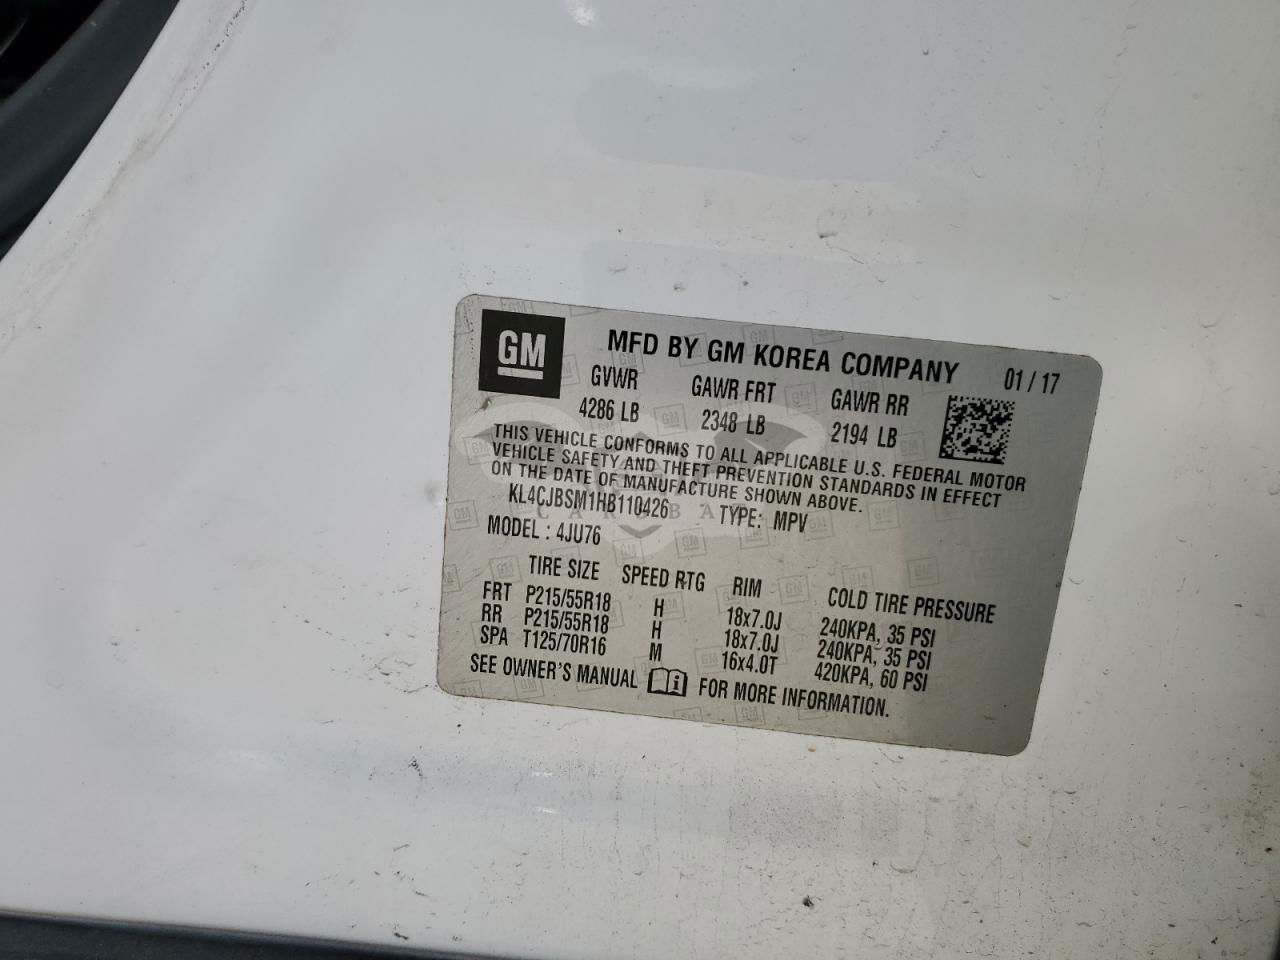 GM
MFD BY GM KOREA COMPANY 01 / 17
GVWR GAWR FRT GAWR RR
4286 LB 2348 LB 2194 LB
THIS VEHICLE CONFORMS TO ALL APPLICABLE U.S. FEDERAL MOTOR
VEHICLE SAFETY AND THEFT PREVENTION STANDARDS IN EFFECT
ON THE DATE OF MANUFACTURE SHOWN ABOVE.
KL4CJBSM1HB110426 TYPE: MPV
MODEL : 4JU76
TIRE SIZE SPEED RTG RIM COLD TIRE PRESSURE
FRT P215/55R18 H 18x7.0J 240KPA, 35 PSI
RR P215/55R18 H 18x7.0J 240KPA, 35 PSI
SPA T125/70R16 M 16x4.0T 420KPA, 60 PSI
SEE OWNER'S MANUAL i FOR MORE INFORMATION.